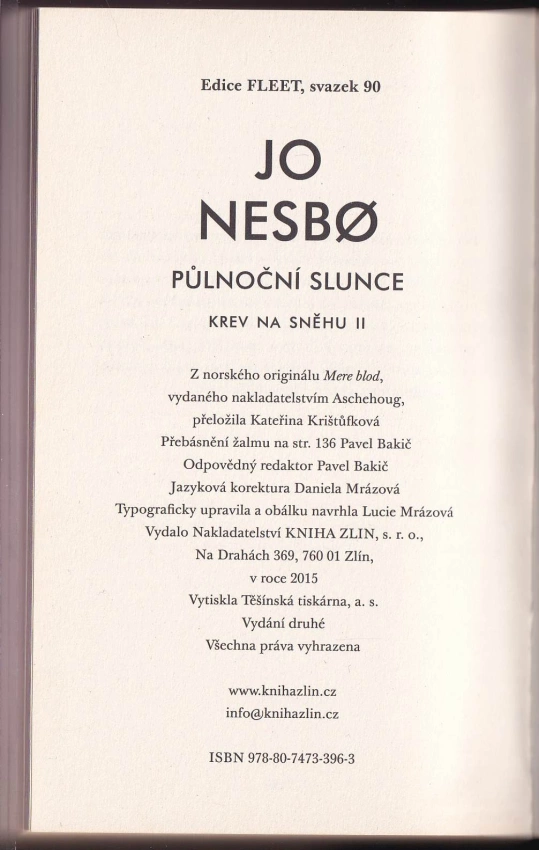 Edice FLEET, svazek 90
JO
NESBØ
PŮLNOČNÍ SLUNCE
KREV NA SNĚHU II
Z norského originálu Mere blod,
vydaného nakladatelstvím Aschehoug,
přeložila Kateřina Krištůfková
Přebásnění žalmu na str. 136 Pavel Bakič
Odpovědný redaktor Pavel Bakič
Jazyková korektura Daniela Mrázová
Typograficky upravila a obálku navrhla Lucie Mrázová
Vydalo Nakladatelství KNIHA ZLIN, s. r. o.,
Na Drahách 369, 760 01 Zlín,
v roce 2015
Vytiskla Těšínská tiskárna, a. s.
Vydání druhé
Všechna práva vyhrazena
www.knihazlin.cz
info@knihazlin.cz
ISBN 978-80-7473-396-3